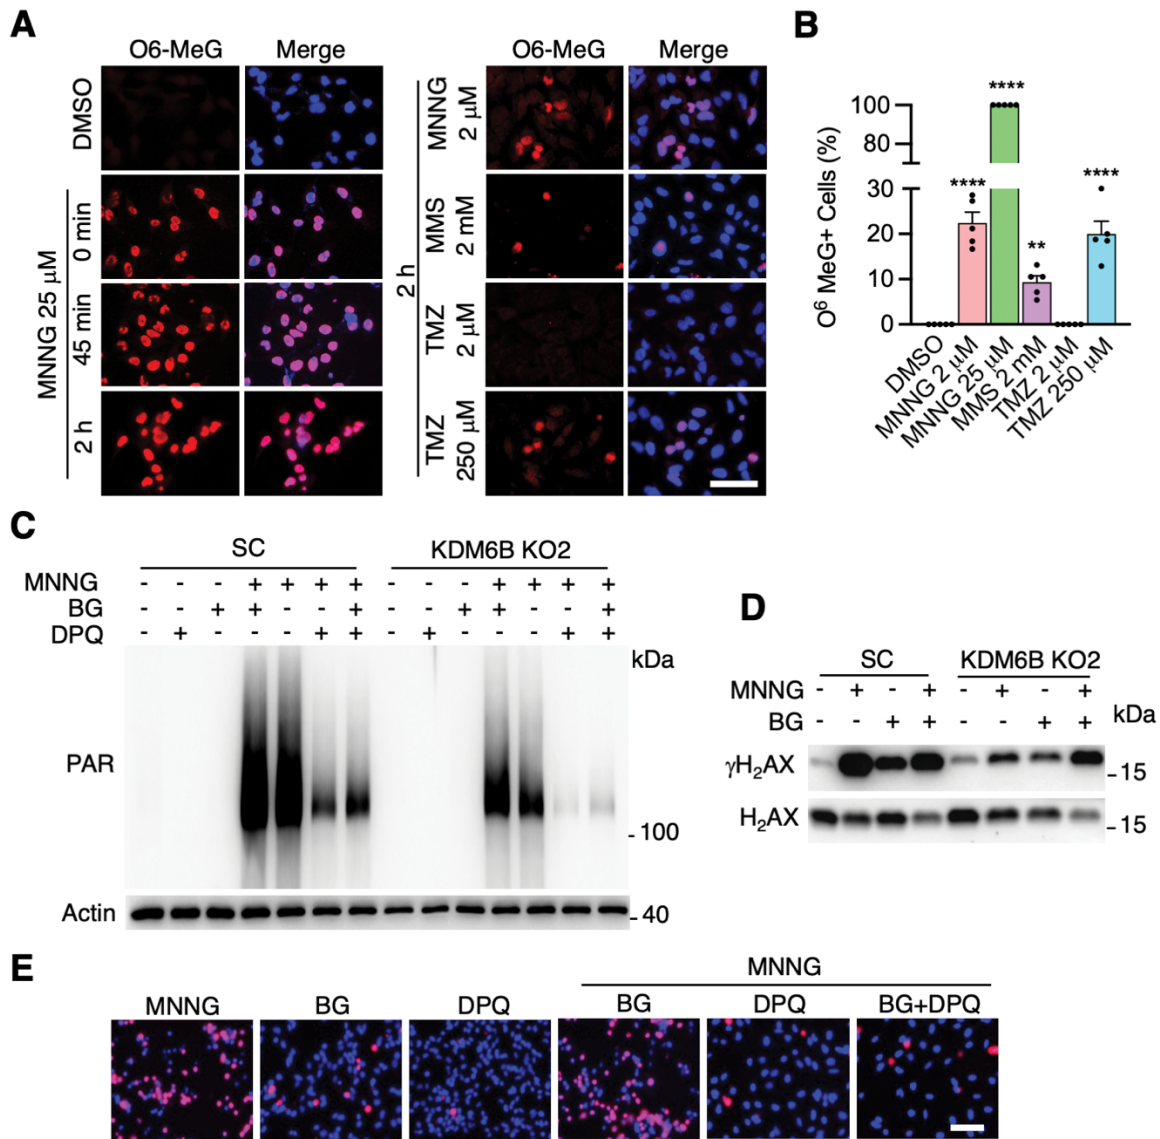 A
O6-MeG Merge
DMSO
MNNG 25 μM
0 min
45 min
2 h
O6-MeG Merge
2 h
MNNG
2 μM
MMS
2 mM
TMZ
2 μM
TMZ
250 μM
B
O⁶ MeG+ Cells (%)
100
80
30
20
10
0
****
****
**
****
DMSO
MNNG 2 μM
MNNG 25 μM
MMS 2 mM
TMZ 2 μM
TMZ 250 μM
C
SC KDM6B KO2
MNNG - - - + + + + - - - + + + +
BG - - + + - - + - - + + - - +
DPQ - + - - - + + - + - - - + +
kDa
PAR
- 100
Actin - 40
D
SC KDM6B KO2
MNNG - + - + - + - +
BG - - + + - - + + kDa
γH₂AX - 15
H₂AX - 15
E
MNNG
MNNG BG DPQ BG DPQ BG+DPQ